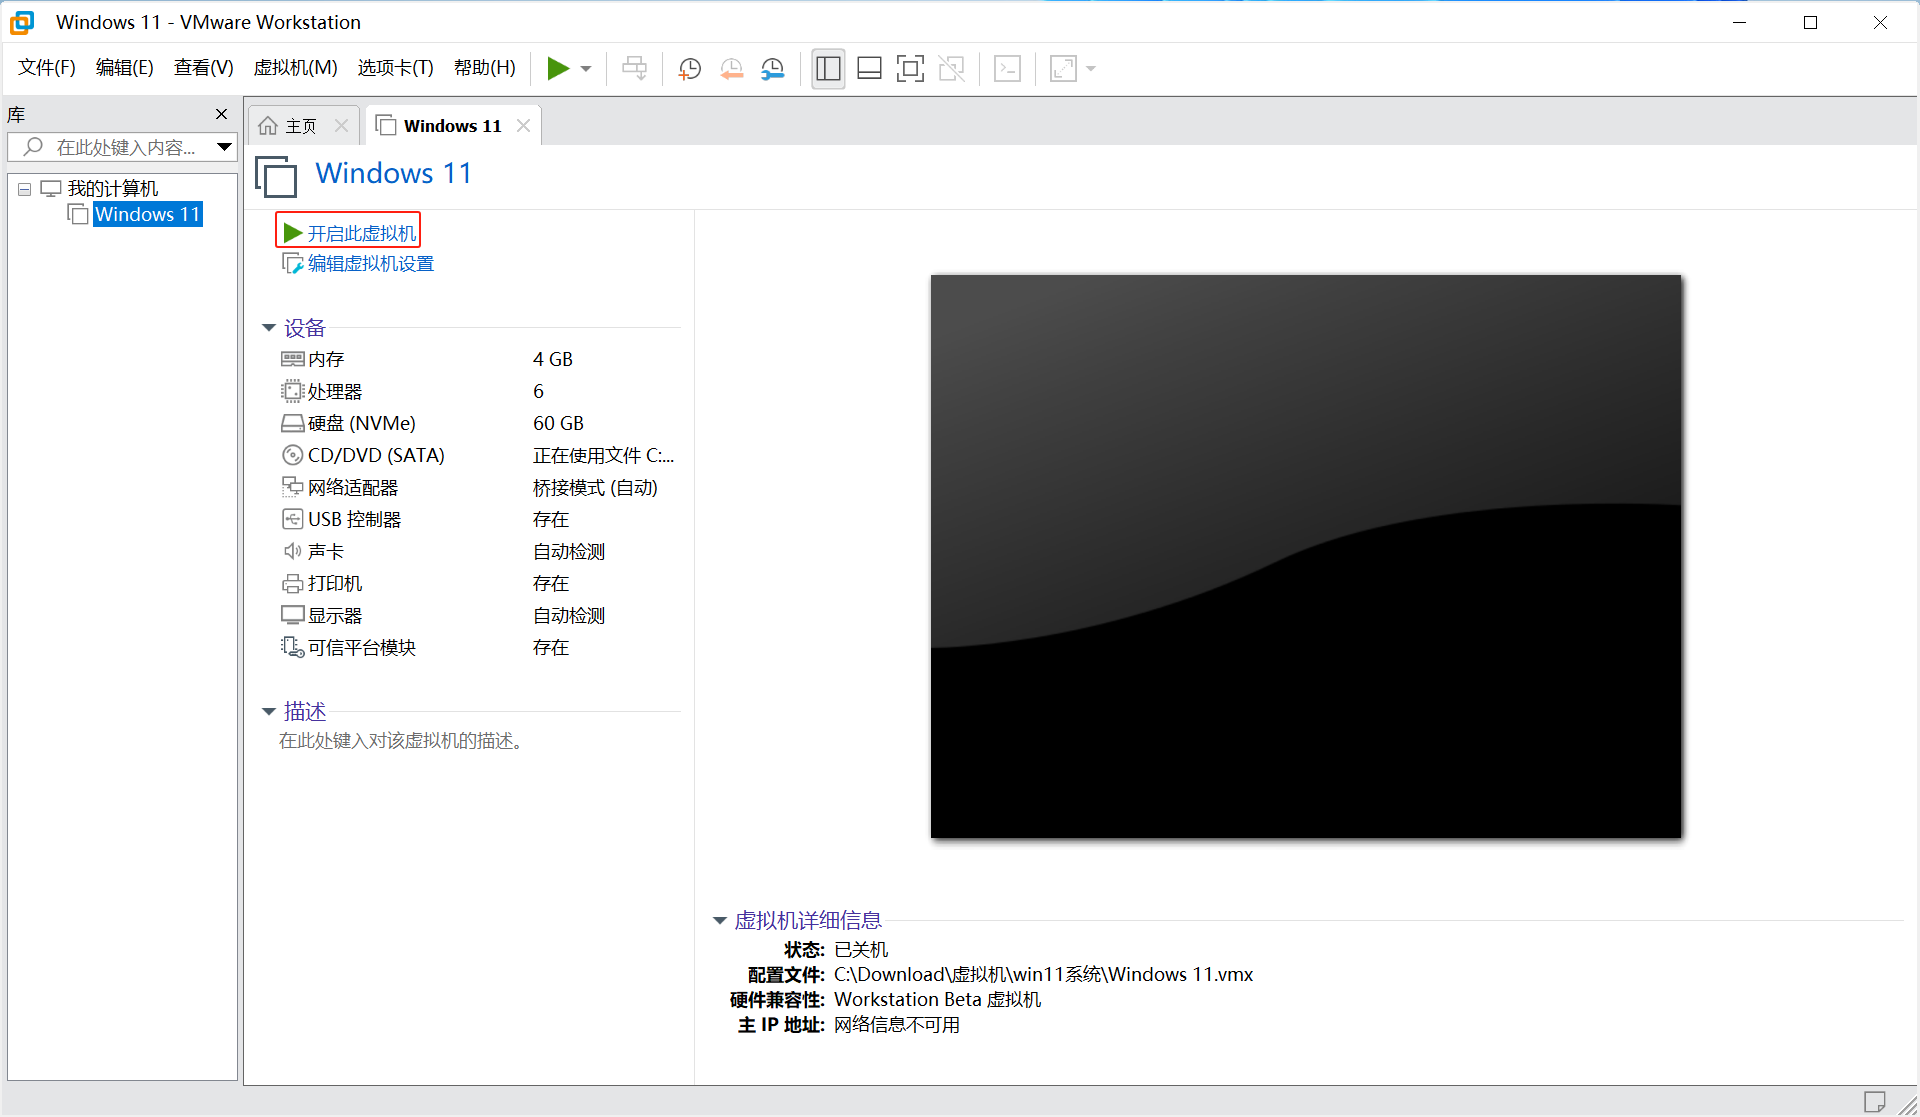 Windows 11 - VMware Workstation
文件(F) 编辑(E) 查看(V) 虚拟机(M) 选项卡(T) 帮助(H)
库
在此处键入内容...
我的计算机
Windows 11
主页
Windows 11
Windows 11
开启此虚拟机
编辑虚拟机设置
设备
内存 4 GB
处理器 6
硬盘 (NVMe) 60 GB
CD/DVD (SATA) 正在使用文件 C:...
网络适配器 桥接模式 (自动)
USB 控制器 存在
声卡 自动检测
打印机 存在
显示器 自动检测
可信平台模块 存在
描述
在此处键入对该虚拟机的描述。
虚拟机详细信息
状态: 已关机
配置文件: C:\Download\虚拟机\win11系统\Windows 11.vmx
硬件兼容性: Workstation Beta 虚拟机
主 IP 地址: 网络信息不可用